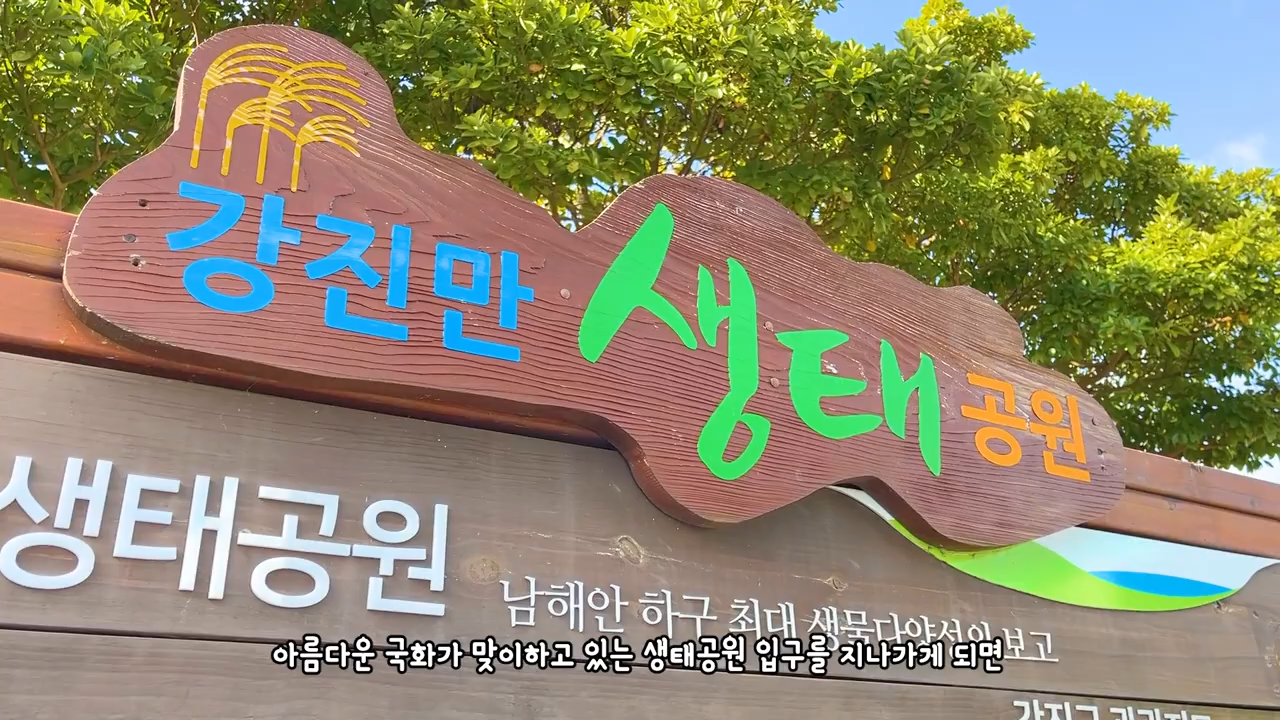 강진만 생태공원
생태공원
남해안 하구 최대 생물다양성의 보고
아름다운 국화가 맞이하고 있는 생태공원 입구를 지나가게 되면